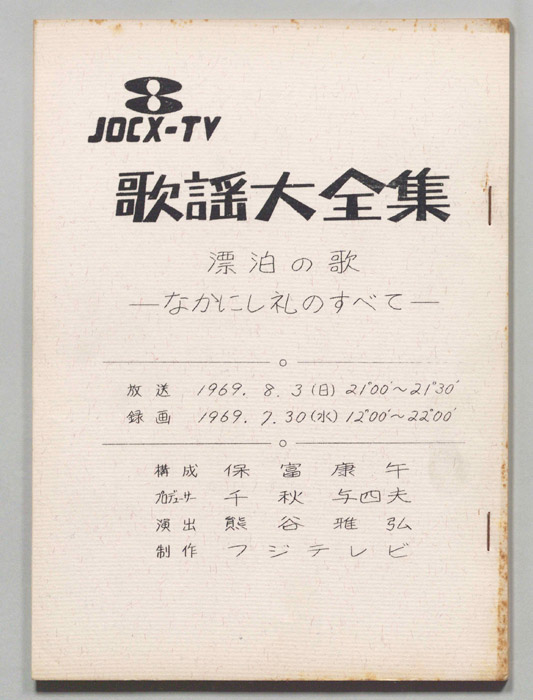 8
JOCX-TV
歌謡大全集
漂泊の歌
―なかにし礼のすべて―
放送 1969. 8. 3(日) 21°00'～21°30'
録画 1969. 7. 30(水) 12°00'～22°00'
構成 保富康午
プロデューサー 千秋与四夫
演出 熊谷雅弘
制作 フジテレビ